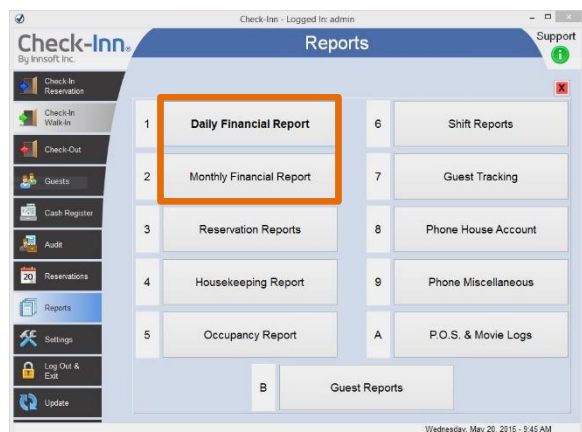 Check-Inn - Logged In: admin
Check-Inn®
By Innsoft Inc.
Reports
Support
i
X
Check-In
Reservation
Check-In
Walk-In
Check-Out
Guests
Cash Register
Audit
20 Reservations
Reports
Settings
Log Out &
Exit
Update
1 Daily Financial Report
2 Monthly Financial Report
3 Reservation Reports
4 Housekeeping Report
5 Occupancy Report
6 Shift Reports
7 Guest Tracking
8 Phone House Account
9 Phone Miscellaneous
A P.O.S. & Movie Logs
B Guest Reports
Wednesday, May 20, 2015 - 9:45 AM